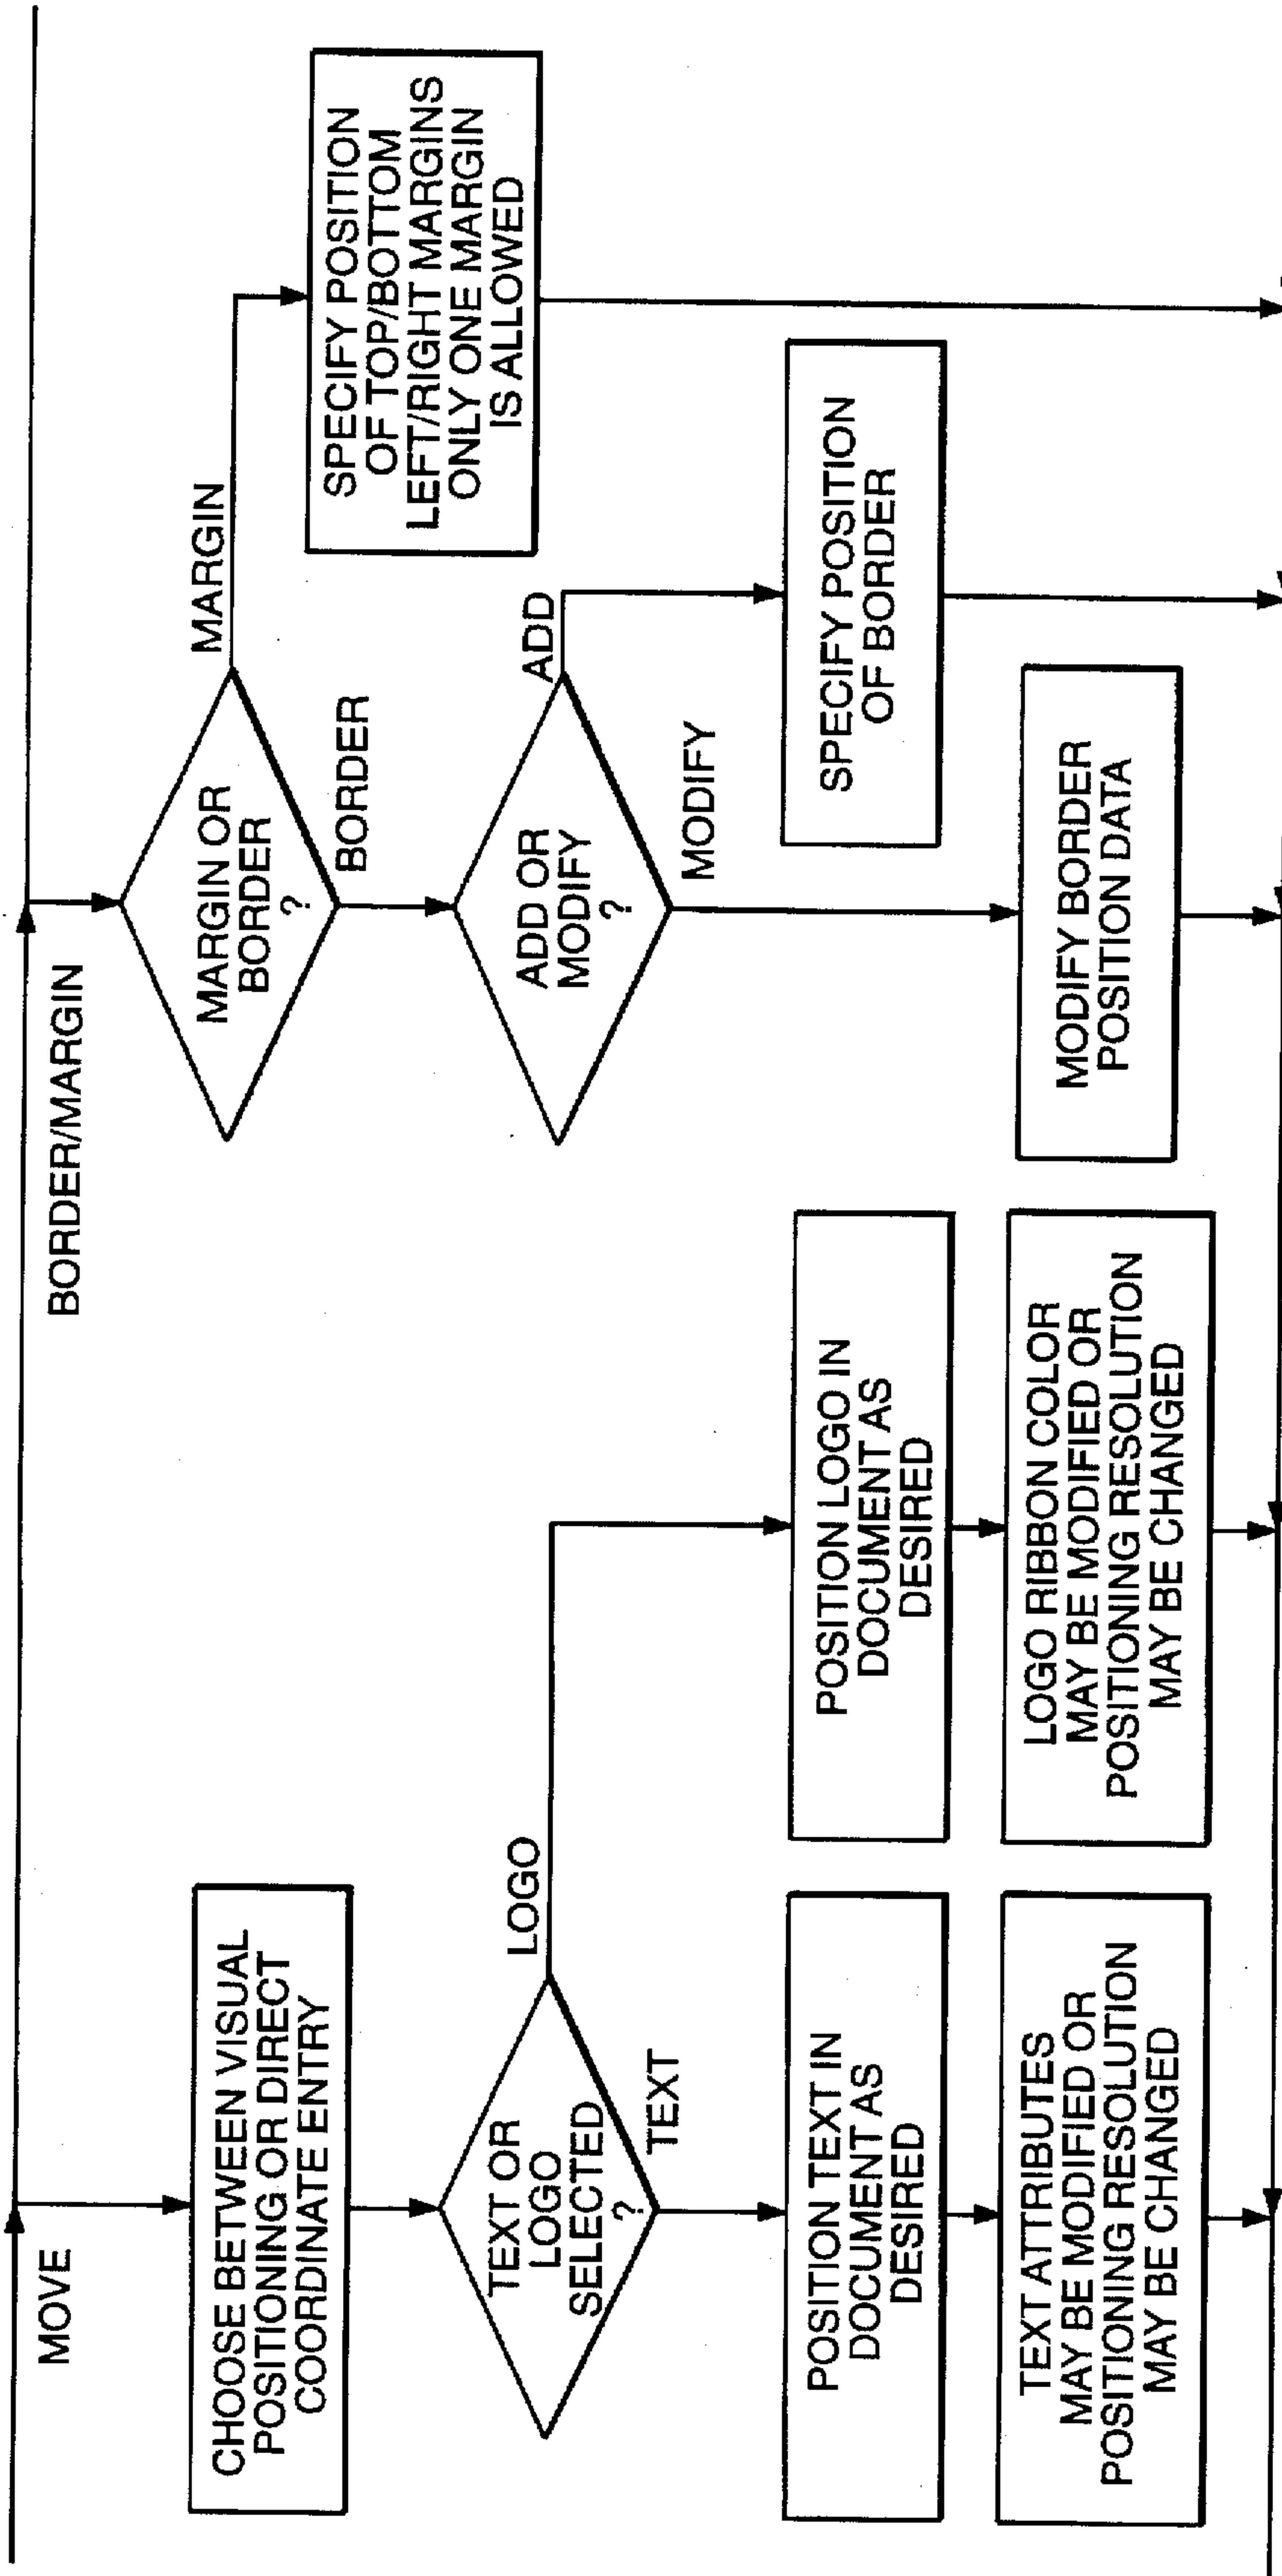 MOVE
CHOOSE BETWEEN VISUAL
POSITIONING OR DIRECT
COORDINATE ENTRY
TEXT OR
LOGO
SELECTED
?
LOGO
TEXT
POSITION TEXT IN
DOCUMENT AS
DESIRED
TEXT ATTRIBUTES
MAY BE MODIFIED OR
POSITIONING RESOLUTION
MAY BE CHANGED
POSITION LOGO IN
DOCUMENT AS
DESIRED
LOGO RIBBON COLOR
MAY BE MODIFIED OR
POSITIONING RESOLUTION
MAY BE CHANGED
BORDER/MARGIN
MARGIN OR
BORDER
?
MARGIN
BORDER
ADD OR
MODIFY
?
ADD
MODIFY
MODIFY BORDER
POSITION DATA
SPECIFY POSITION
OF BORDER
SPECIFY POSITION
OF TOP/BOTTOM
LEFT/RIGHT MARGINS
ONLY ONE MARGIN
IS ALLOWED